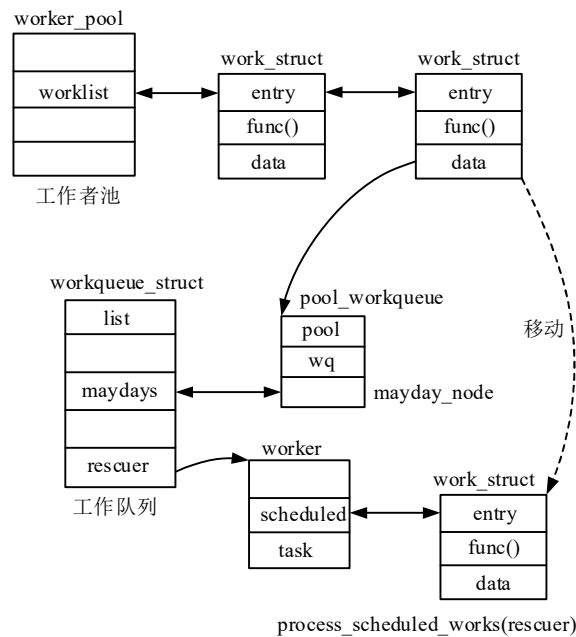 worker_pool
work_struct
work_struct
worklist
entry
entry
func()
func()
data
data
工作者池
workqueue_struct
pool_workqueue
list
pool
移动
wq
maydays
mayday_node
worker
rescuer
work_struct
工作队列
scheduled
entry
task
func()
data
process_scheduled_works(rescuer)